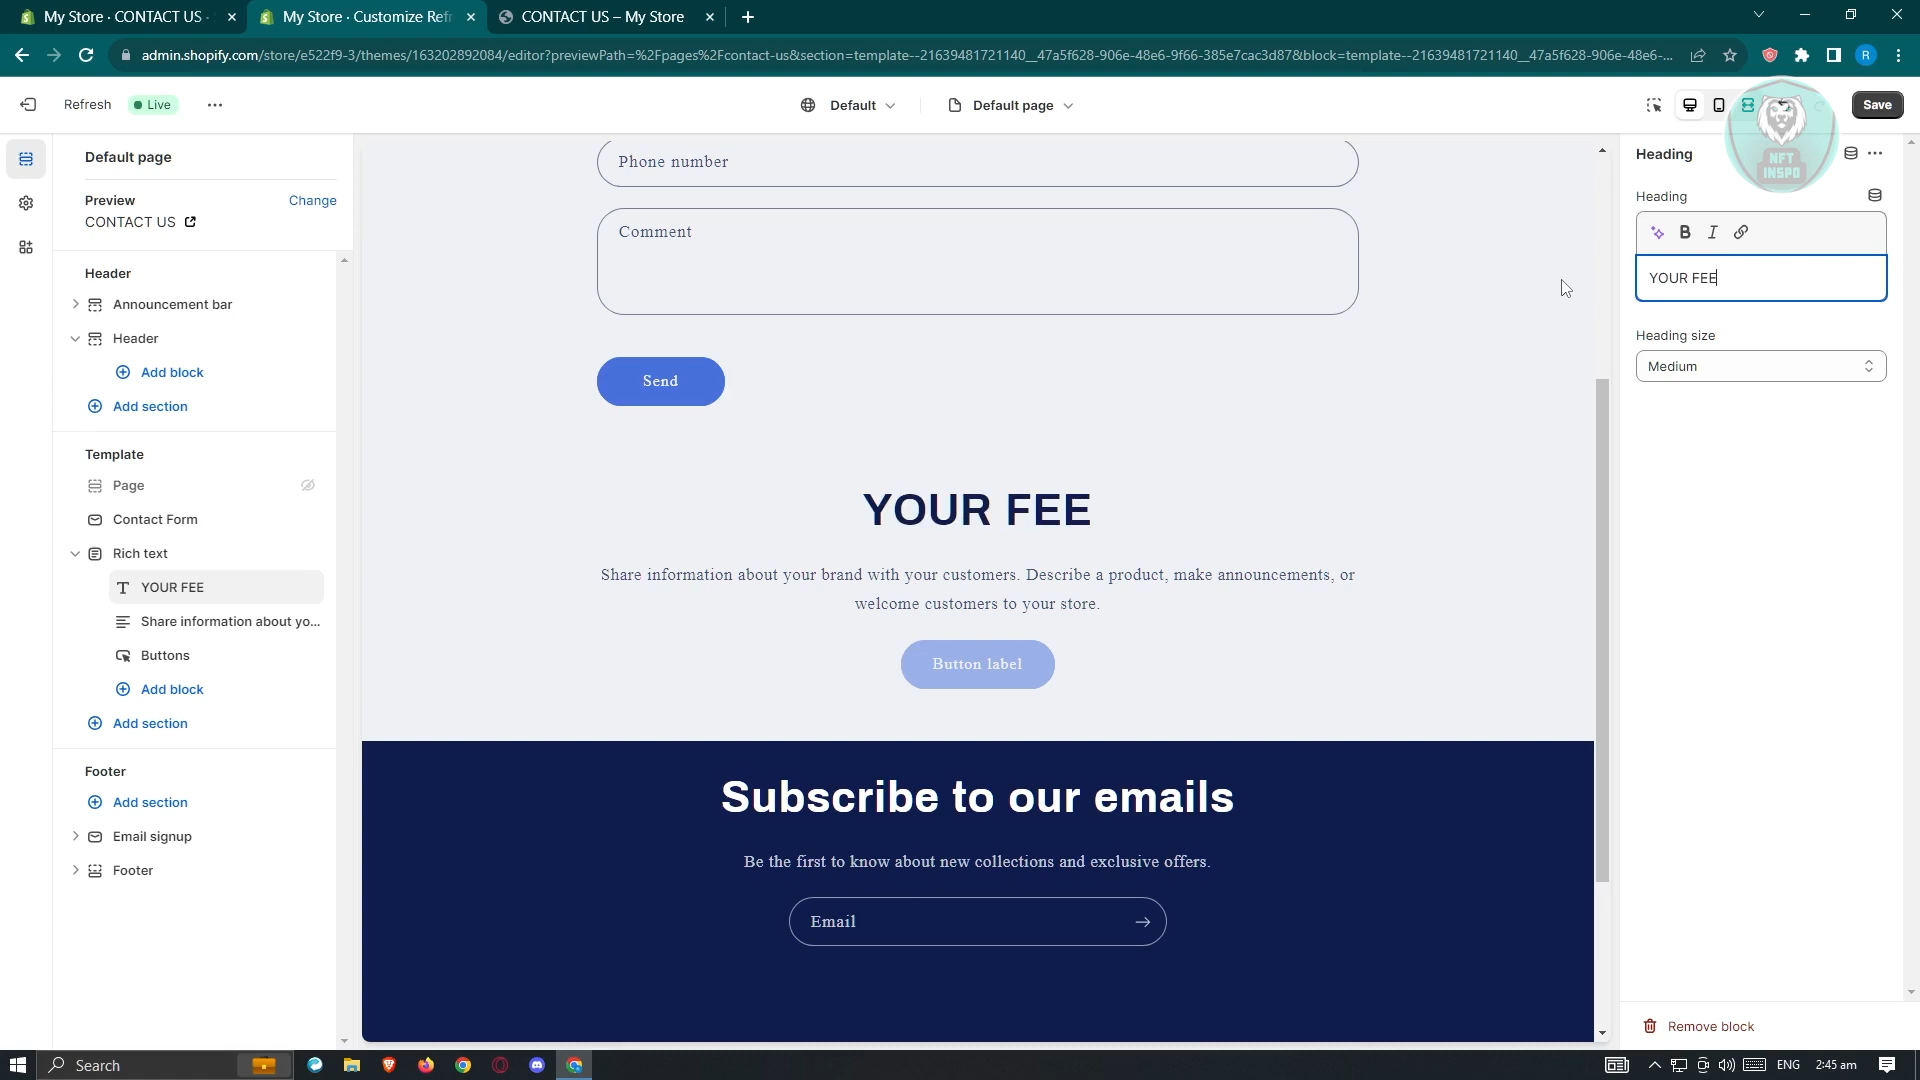 My Store · CONTACT US ·
My Store · Customize Refr
CONTACT US – My Store
admin.shopify.com/store/e522f9-3/themes/163202892084/editor?previewPath=%2Fpages%2Fcontact-us&section=template--21639481721140__47a5f628-906e-48e6-9f66-385e7cac3d87&block=template--21639481721140__47a5f628-906e-48e6-...
R
Refresh
Live
Default
Default page
Save
NFT
INSPO
Default page
Preview
Change
CONTACT US
Header
Announcement bar
Header
Add block
Add section
Template
Page
Contact Form
Rich text
YOUR FEE
Share information about yo...
Buttons
Add block
Add section
Footer
Add section
Email signup
Footer
Phone number
Comment
Send
YOUR FEE
Share information about your brand with your customers. Describe a product, make announcements, or
welcome customers to your store.
Button label
Subscribe to our emails
Be the first to know about new collections and exclusive offers.
Email
Heading
Heading
B I
YOUR FEE
Heading size
Medium
Remove block
Search
ENG
2:45 am